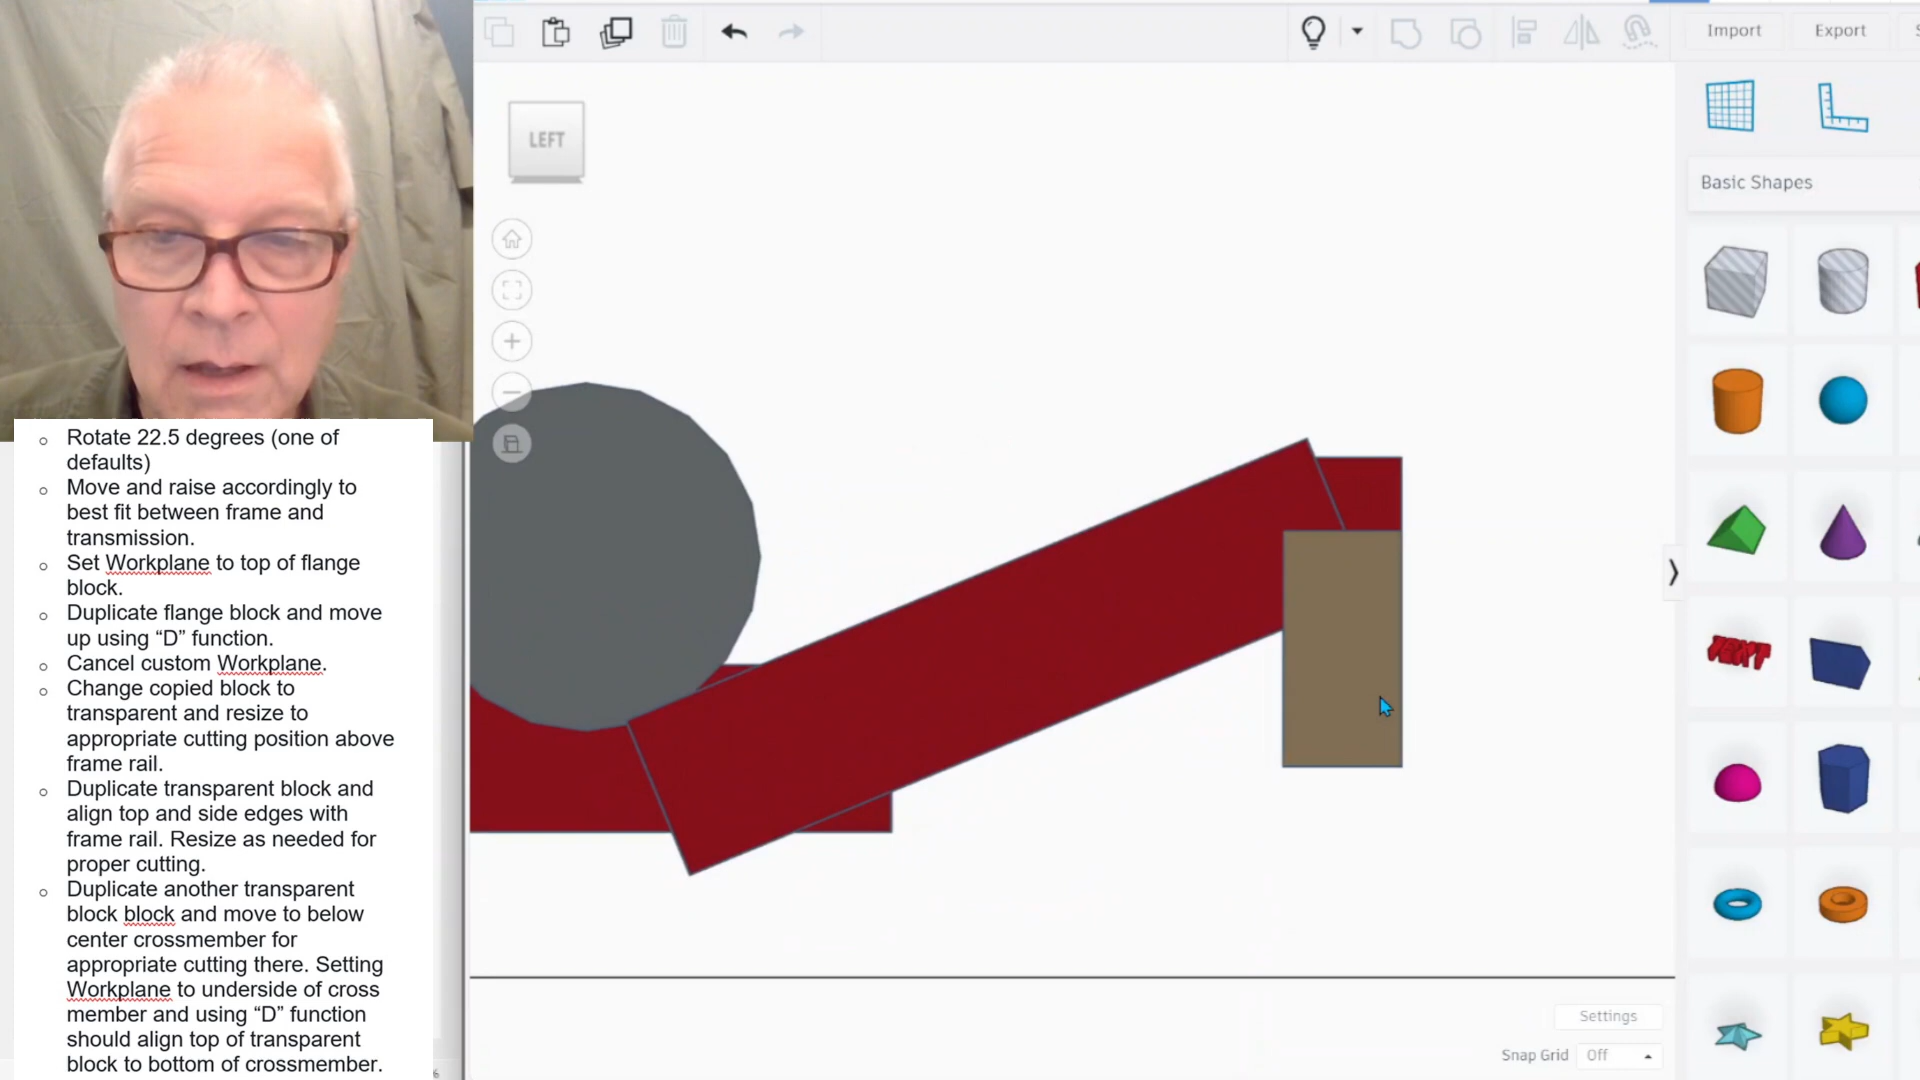 Import
Export
LEFT
Basic Shapes
TEXT
○ Rotate 22.5 degrees (one of
defaults)
○ Move and raise accordingly to
best fit between frame and
transmission.
○ Set Workplane to top of flange
block.
○ Duplicate flange block and move
up using “D” function.
○ Cancel custom Workplane.
○ Change copied block to
transparent and resize to
appropriate cutting position above
frame rail.
○ Duplicate transparent block and
align top and side edges with
frame rail. Resize as needed for
proper cutting.
○ Duplicate another transparent
block block and move to below
center crossmember for
appropriate cutting there. Setting
Workplane to underside of cross
member and using “D” function
should align top of transparent
block to bottom of crossmember.
%
Settings
Snap Grid Off